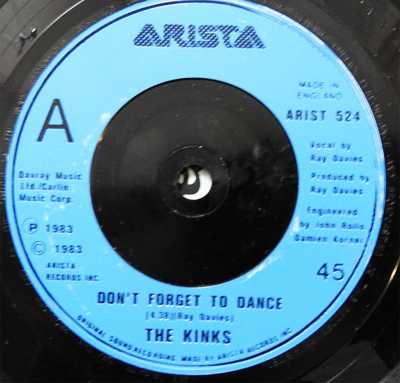 ARISTA
MADE IN
ENGLAND
ARIST 524
A
Vocal by
Ray Davies
Davray Music
Ltd./Carlin
Music Corp.
Produced by
Ray Davies
Engineered
by John Rollo
Damien Korner
P 1983
© 1983
ARISTA
RECORDS INC.
45
DON'T FORGET TO DANCE
(4.38)(Ray Davies)
THE KINKS
ORIGINAL SOUND RECORDING MADE BY ARISTA RECORDS INC.